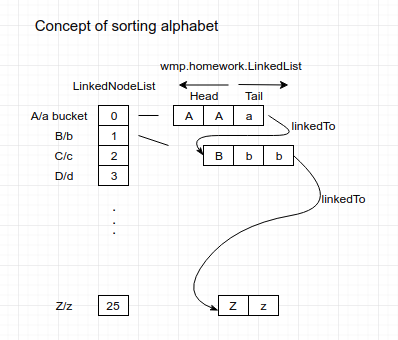 Concept of sorting alphabet
wmp.homework.LinkedList
LinkedNodeList
Head Tail
A/a bucket 0 A A a
linkedTo
B/b 1
C/c 2 B b b
D/d 3
linkedTo
.
.
.
Z/z 25 Z z